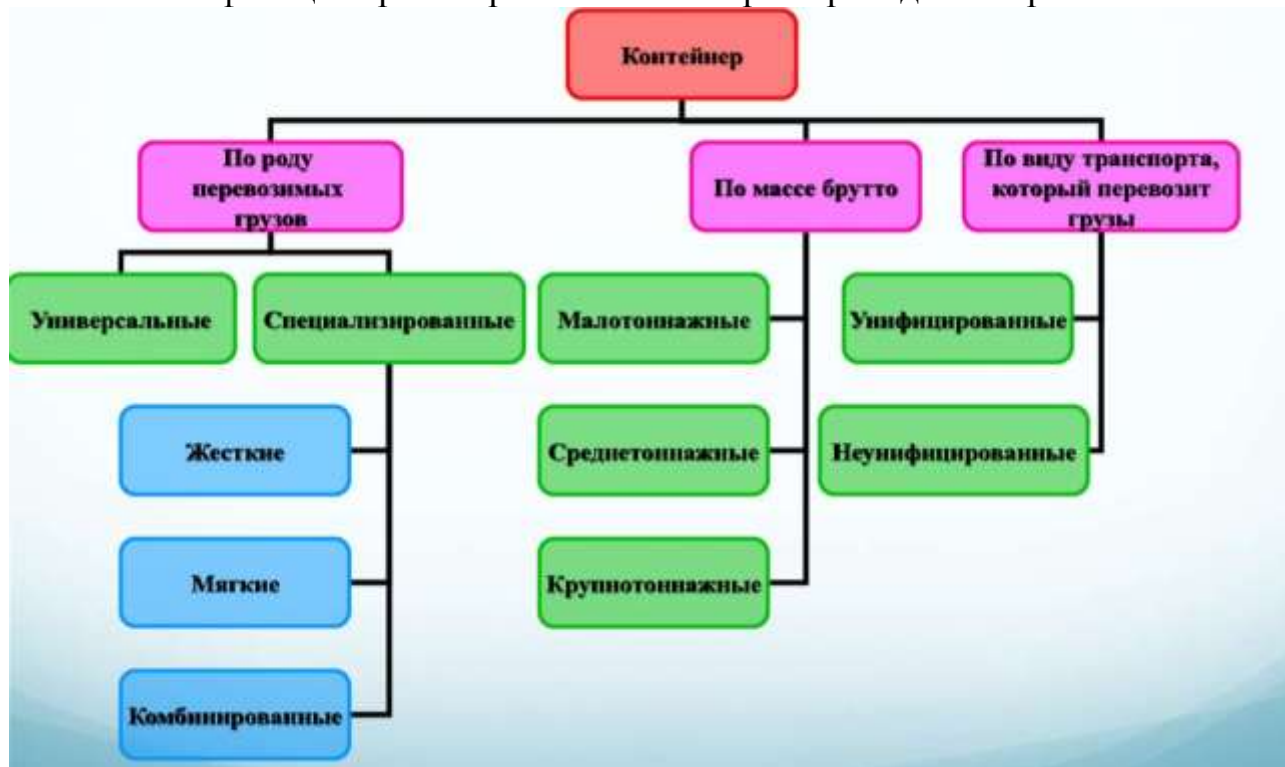 Контейнер
По роду
перевозимых
грузов
По массе брутто
По виду транспорта,
который перевозит
грузы
Универсальные
Специализированные
Малотоннажные
Унифицированные
Жесткие
Среднетоннажные
Неунифицированные
Мягкие
Крупнотоннажные
Комбинированные